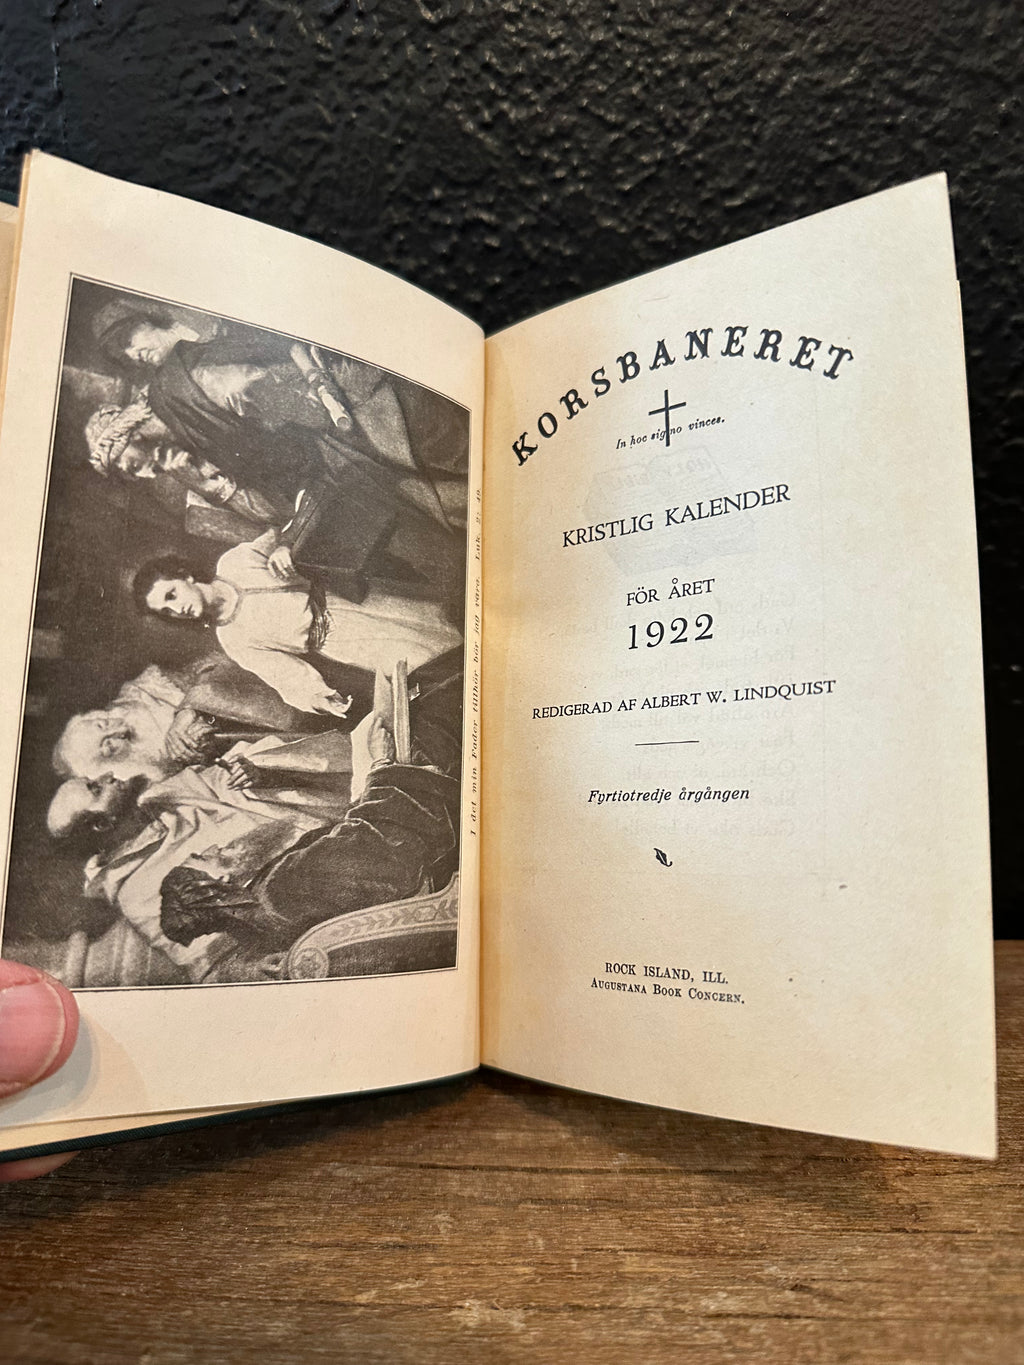 I det min Fader tillhör bör jag vara. Luk. 2: 49.
KORSBANERET
In hoc signo vinces.
KRISTLIG KALENDER
FÖR ÅRET
1922
REDIGERAD AF ALBERT W. LINDQUIST
Fyrtiotredje årgången
ROCK ISLAND, ILL.
AUGUSTANA BOOK CONCERN.